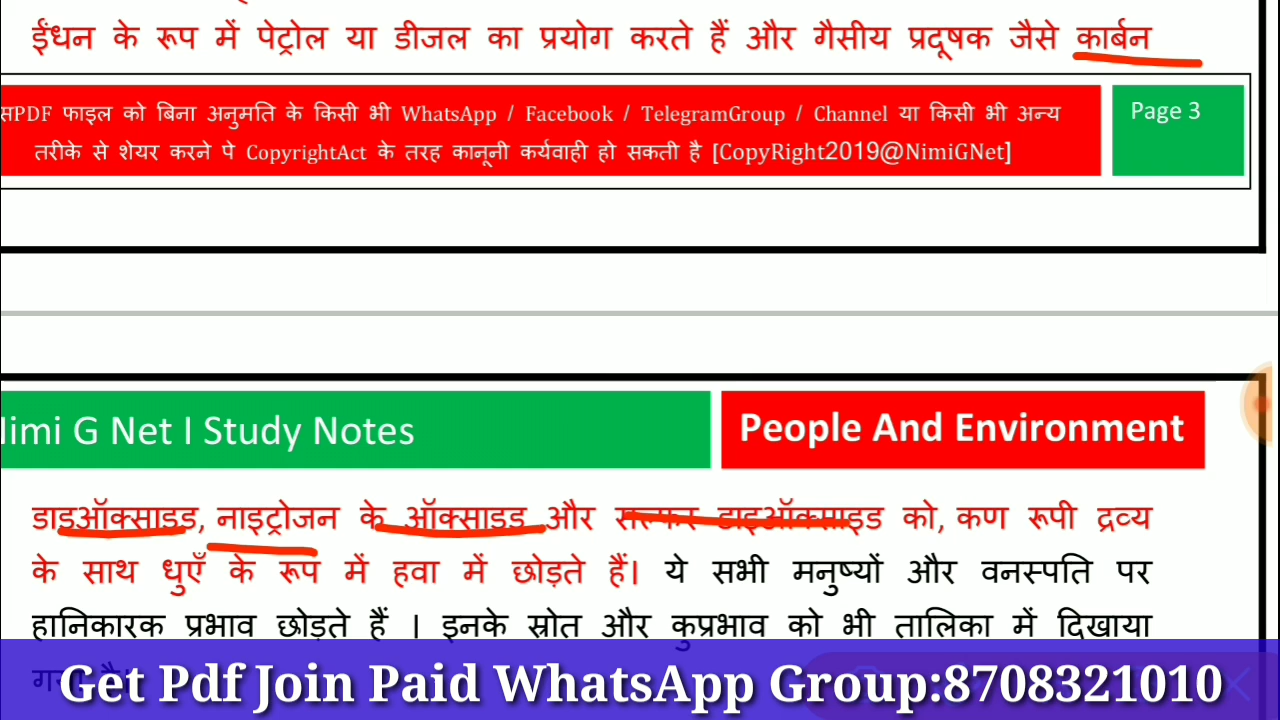 ईंधन के रूप में पेट्रोल या डीजल का प्रयोग करते हैं और गैसीय प्रदूषक जैसे कार्बन
PDF फाइल को बिना अनुमति के किसी भी WhatsApp / Facebook / TelegramGroup / Channel या किसी भी अन्य
तरीके से शेयर करने पे CopyrightAct के तरह कानूनी कर्यवाही हो सकती है [CopyRight2019@NimiGNet]
Page 3
Nimi G Net I Study Notes
People And Environment
डाइऑक्साइड, नाइट्रोजन के ऑक्साइड और सल्फर डाइऑक्साइड को, कण रूपी द्रव्य
के साथ धुएँ के रूप में हवा में छोड़ते हैं। ये सभी मनुष्यों और वनस्पति पर
हानिकारक प्रभाव छोड़ते हैं । इनके स्रोत और कुप्रभाव को भी तालिका में दिखाया
Get Pdf Join Paid WhatsApp Group:8708321010